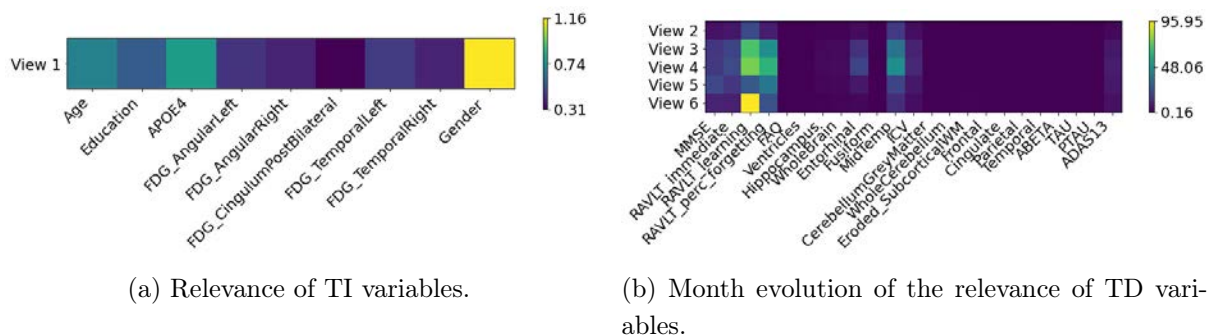 View 1
1.16
0.74
0.31
Age
Education
APOE4
FDG_AngularLeft
FDG_AngularRight
FDG_CingulumPostBilateral
FDG_TemporalLeft
FDG_TemporalRight
Gender
(a) Relevance of TI variables.
View 2
View 3
View 4
View 5
View 6
95.95
48.06
0.16
MMSE
RAVLT_immediate
RAVLT_learning
RAVLT_perc_forgetting
FAQ
Ventricles
Hippocampus
WholeBrain
Entorhinal
Fusiform
MidTemp
ICV
CerebellumGreyMatter
WholeCerebellum
Eroded_SubcorticalWM
Frontal
Cingulate
Parietal
Temporal
ABETA
TAU
PTAU
ADAS13
(b) Month evolution of the relevance of TD vari-
ables.